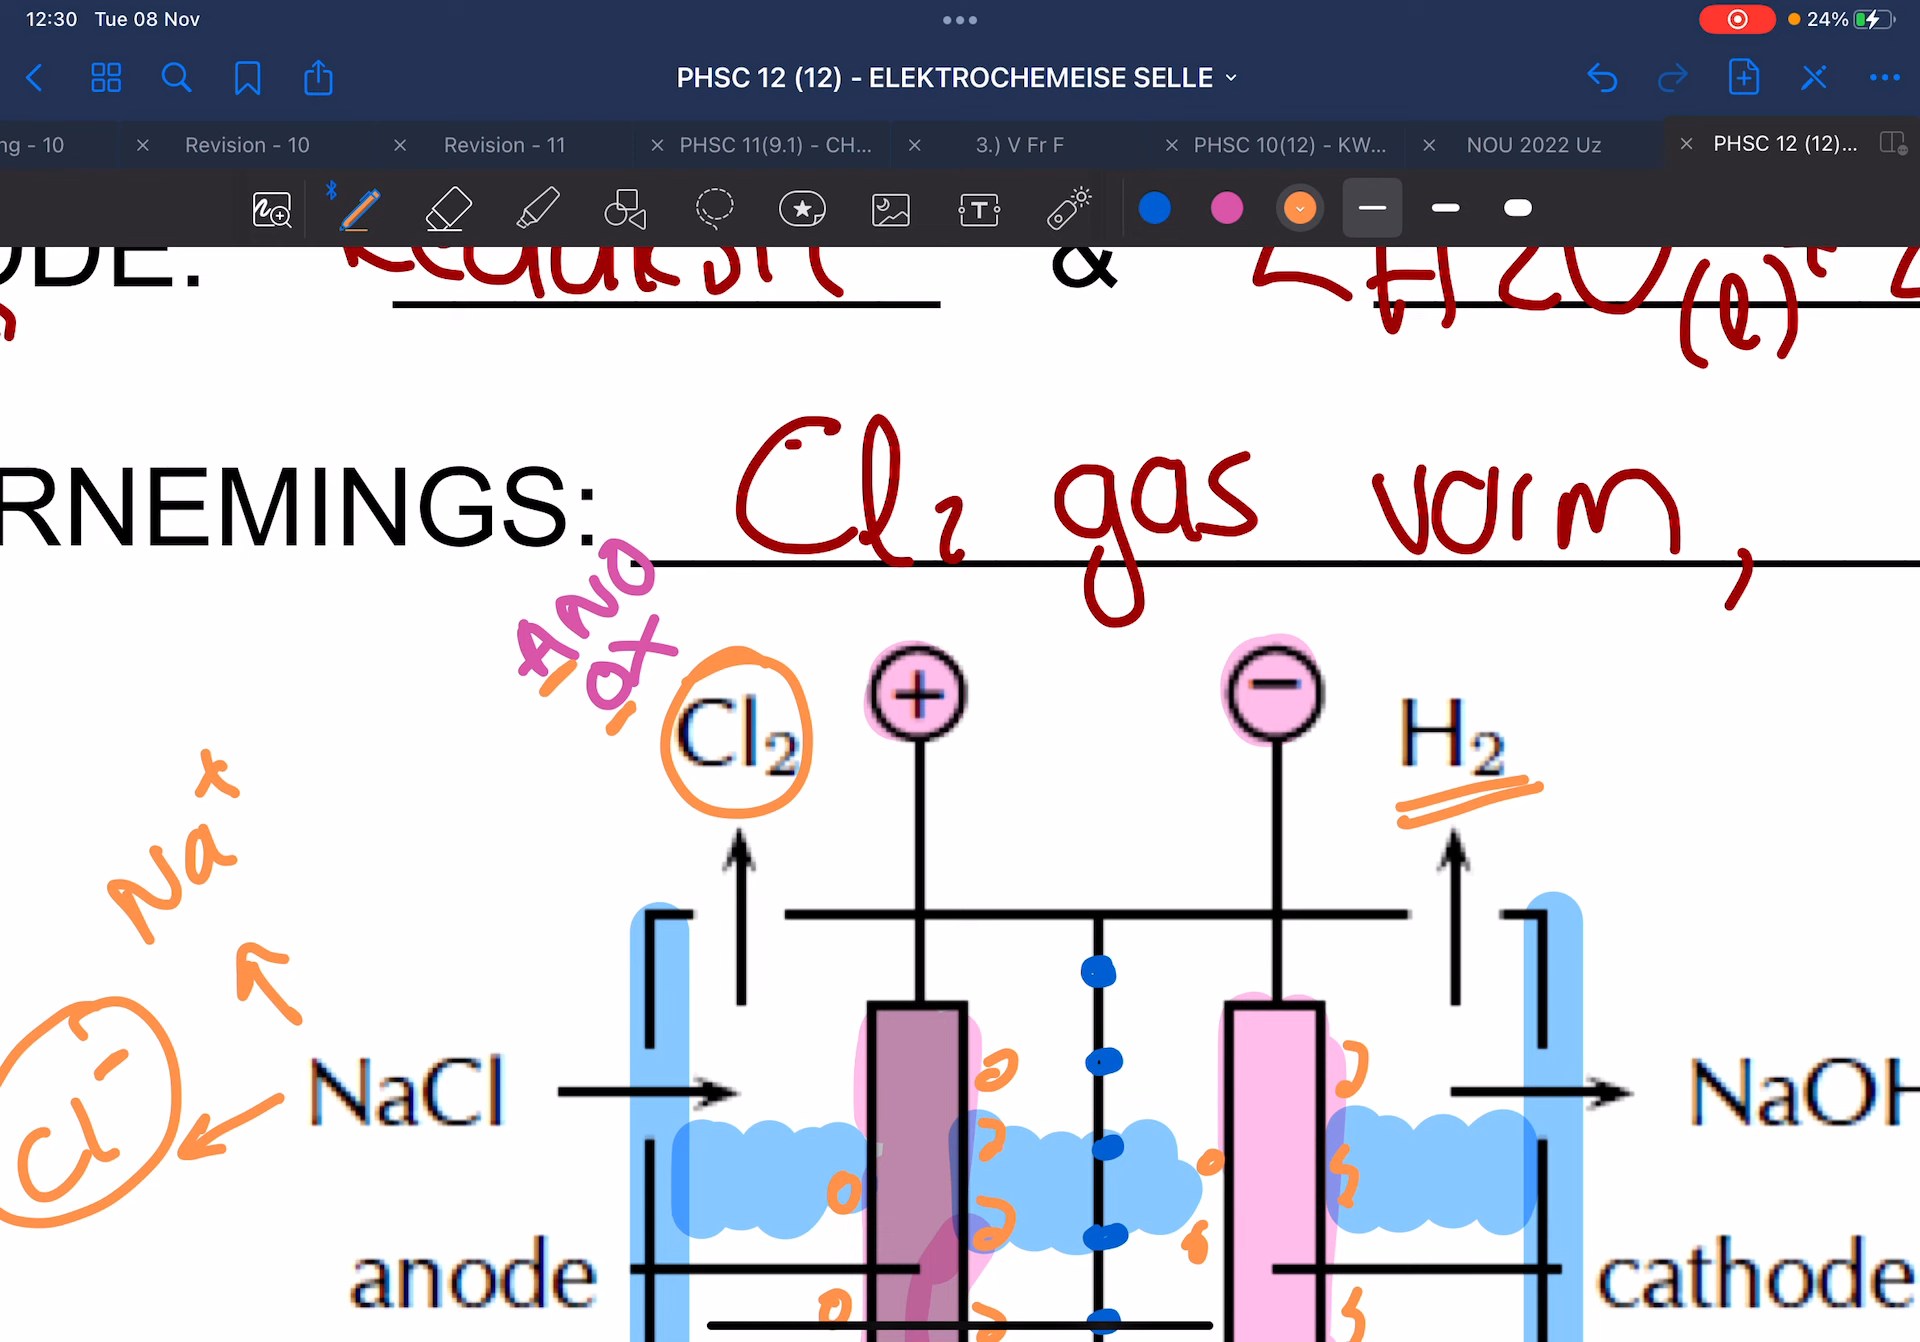 12:30 Tue 08 Nov
24%
PHSC 12 (12) - ELEKTROCHEMEISE SELLE
ng - 10 Revision - 10 Revision - 11 PHSC 11(9.1) - CH... 3.) V Fr F PHSC 10(12) - KW... NOU 2022 Uz PHSC 12 (12)...
ODE: & 2H2O(l) +
RNEMINGS: Cl2 gas vorm,
ANO
OX
Cl2 + − H2
Na+
Cl−
NaCl NaOH
anode cathode